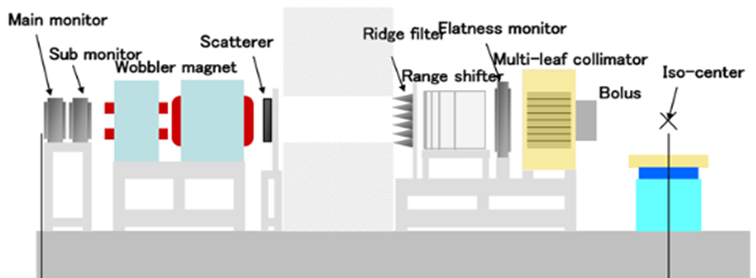 Main monitor
Sub monitor
Wobbler magnet
Scatterer
Ridge filter
Flatness monitor
Range shifter
Multi-leaf collimator
Bolus
Iso-center